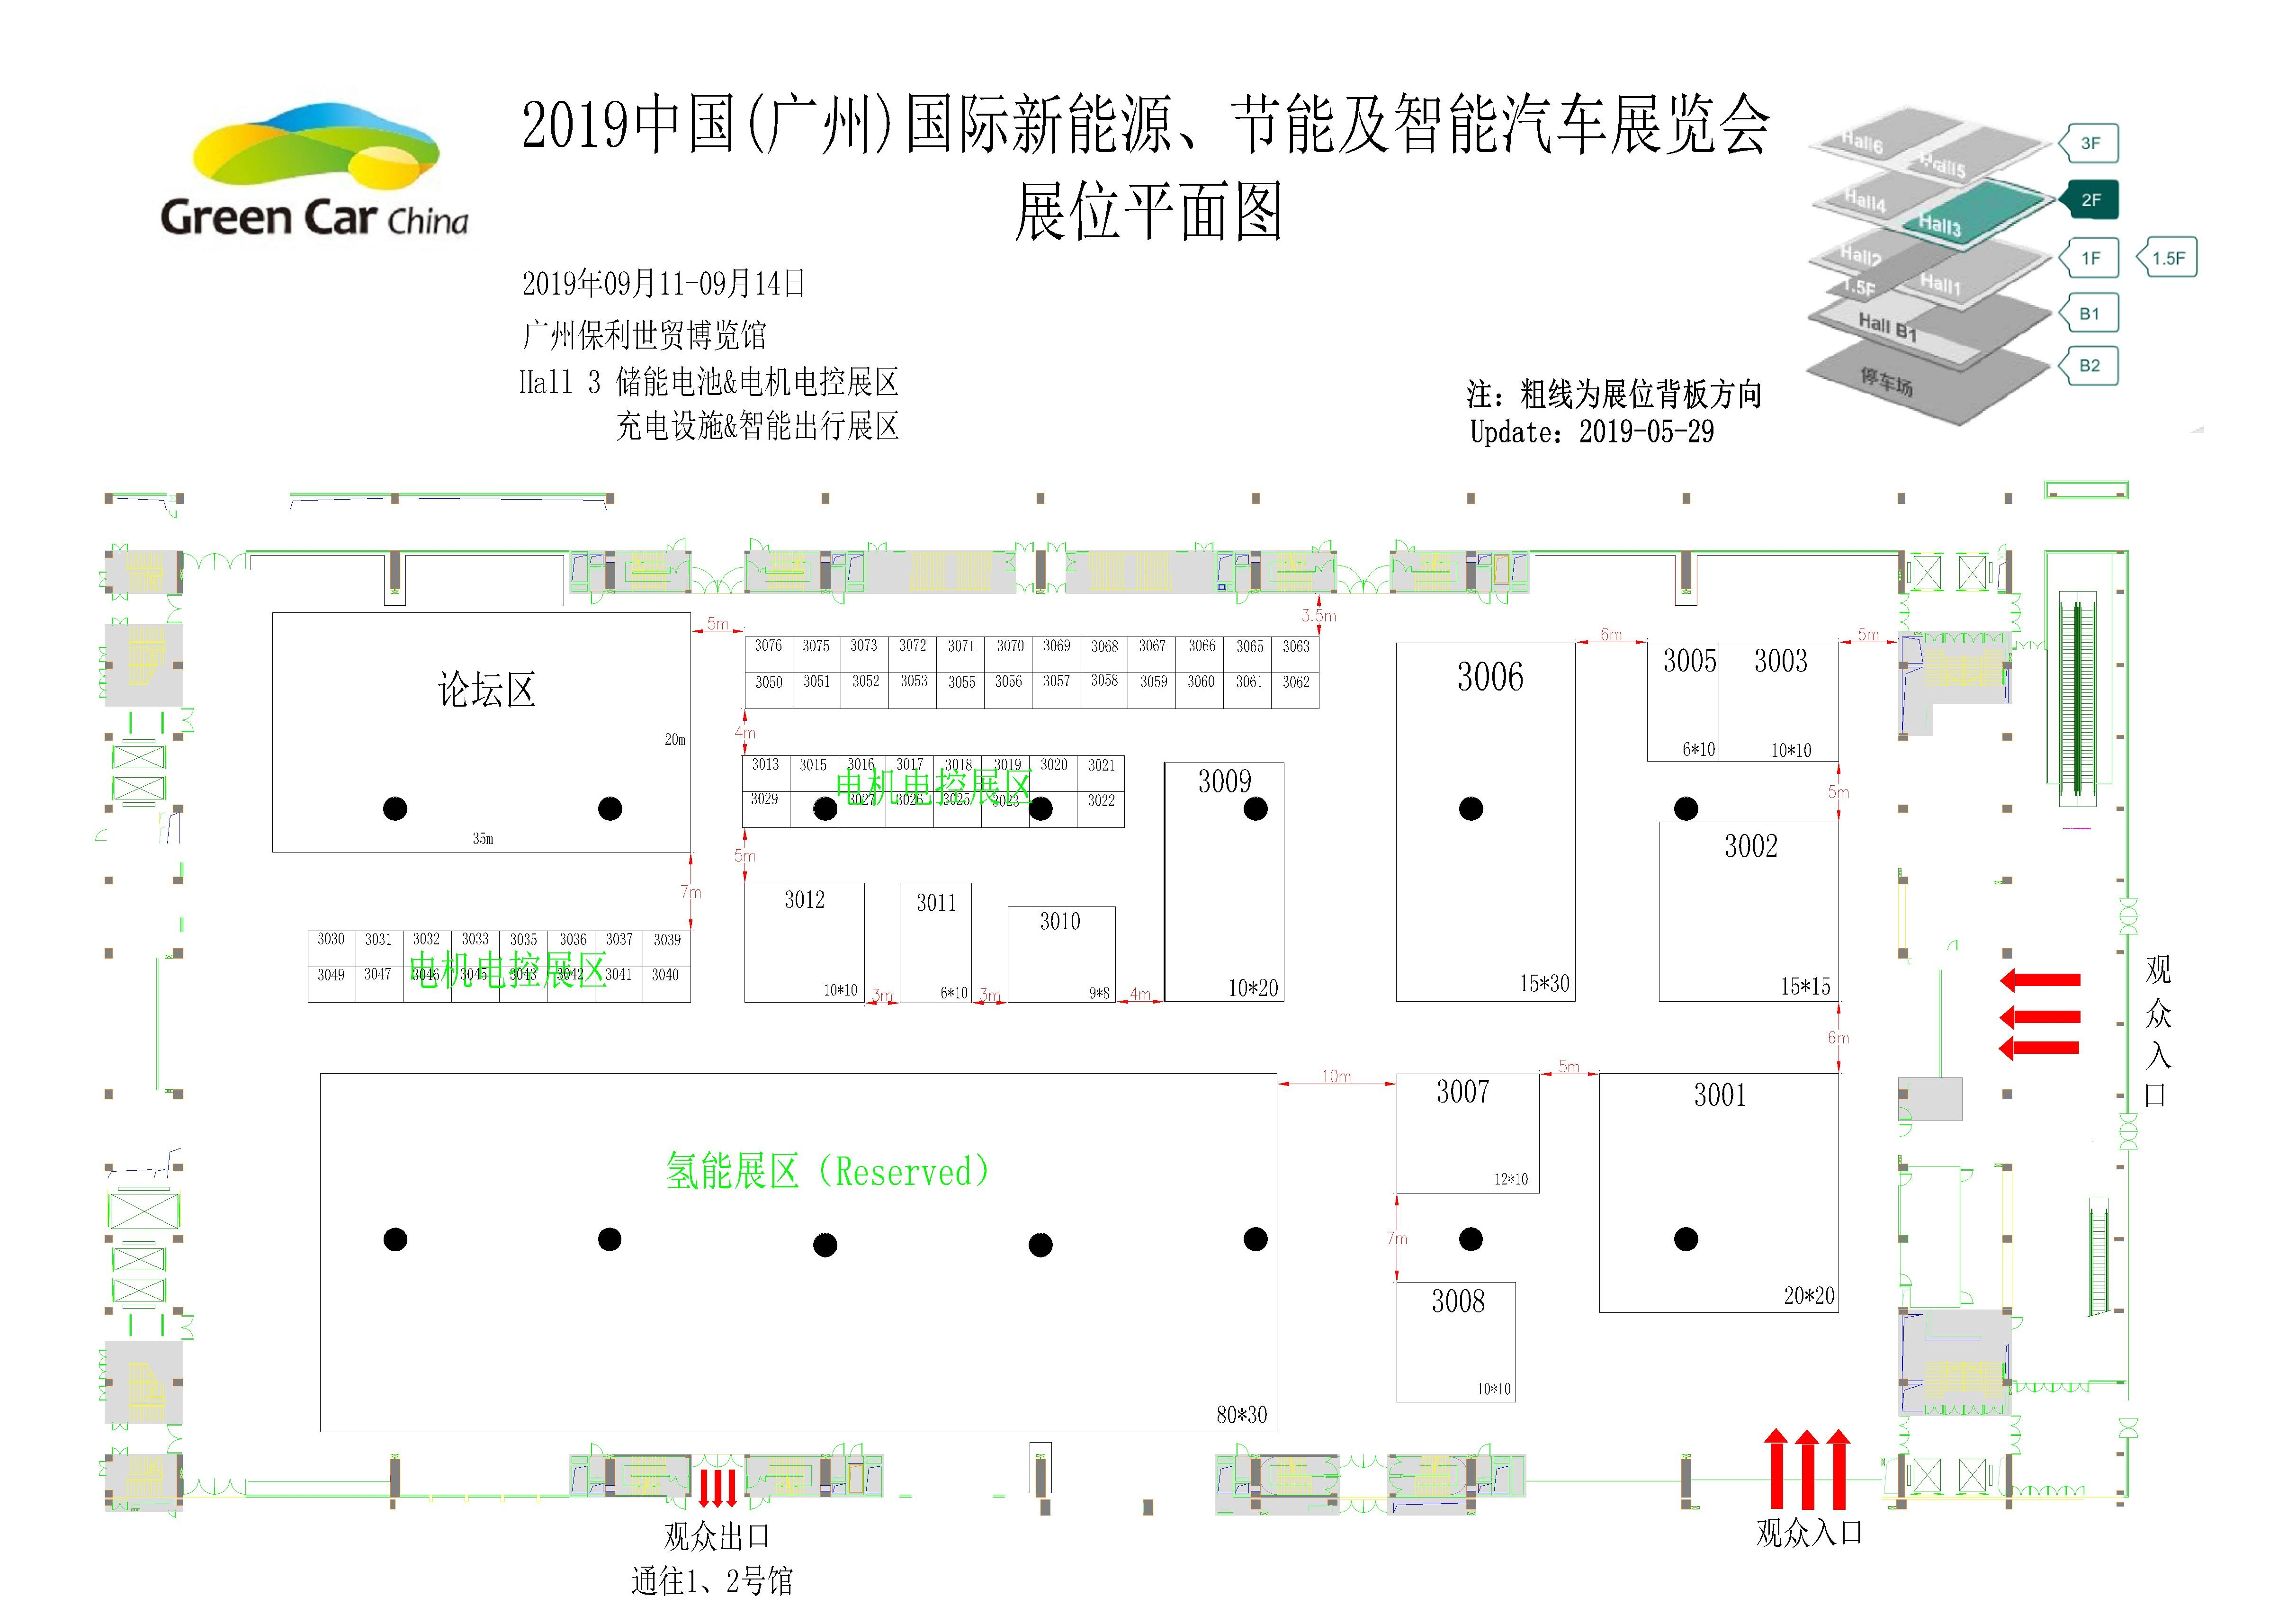 Green Car China
2019中国(广州)国际新能源、节能及智能汽车展览会
展位平面图
2019年09月11-09月14日
广州保利世贸博览馆
Hall 3 储能电池&电机电控展区
充电设施&智能出行展区
注: 粗线为展位背板方向
Update: 2019-05-29
Hall6
Hall5
3F
Hall4
Hall3
2F
Hall2
Hall1
1.5F
1F
1.5F
Hall B1
B1
停车场
B2
论坛区
20m
35m
5m
3.5m
3076 3075 3073 3072 3071 3070 3069 3068 3067 3066 3065 3063
3050 3051 3052 3053 3055 3056 3057 3058 3059 3060 3061 3062
4m
3013 3015 3016 3017 3018 3019 3020 3021
电机电控展区
3029 3027 3026 3025 3023 3022
5m
7m
3009
10*20
3006
15*30
6m
3005
6*10
3003
10*10
5m
5m
3002
15*15
3012
10*10
3m
3011
6*10
3m
3010
9*8
4m
3030 3031 3032 3033 3035 3036 3037 3039
电机电控展区
3049 3047 3046 3045 3043 3042 3041 3040
6m
观众入口
氢能展区 (Reserved)
80*30
10m
3007
12*10
5m
3001
20*20
7m
3008
10*10
观众出口
通往1、2号馆
观众入口